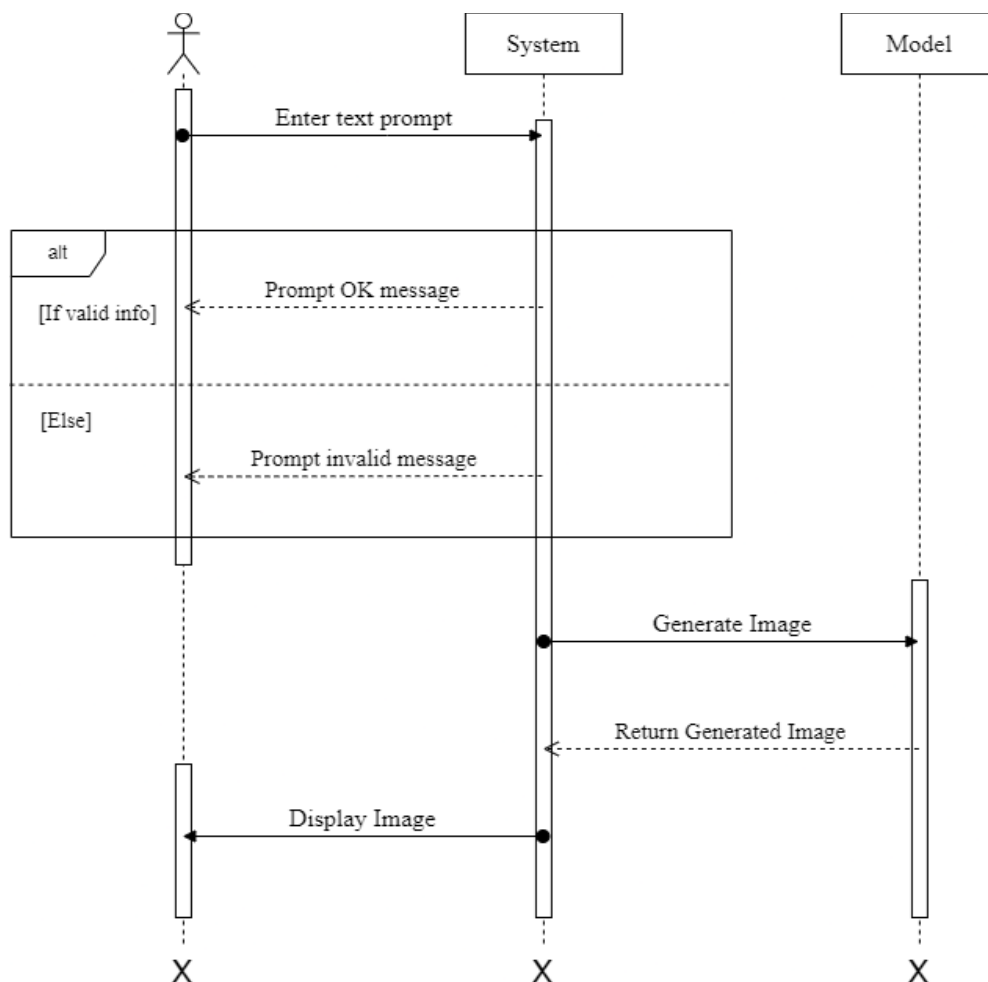 System
Model
Enter text prompt
alt
Prompt OK message
[If valid info]
[Else]
Prompt invalid message
Generate Image
Return Generated Image
Display Image
X
X
X